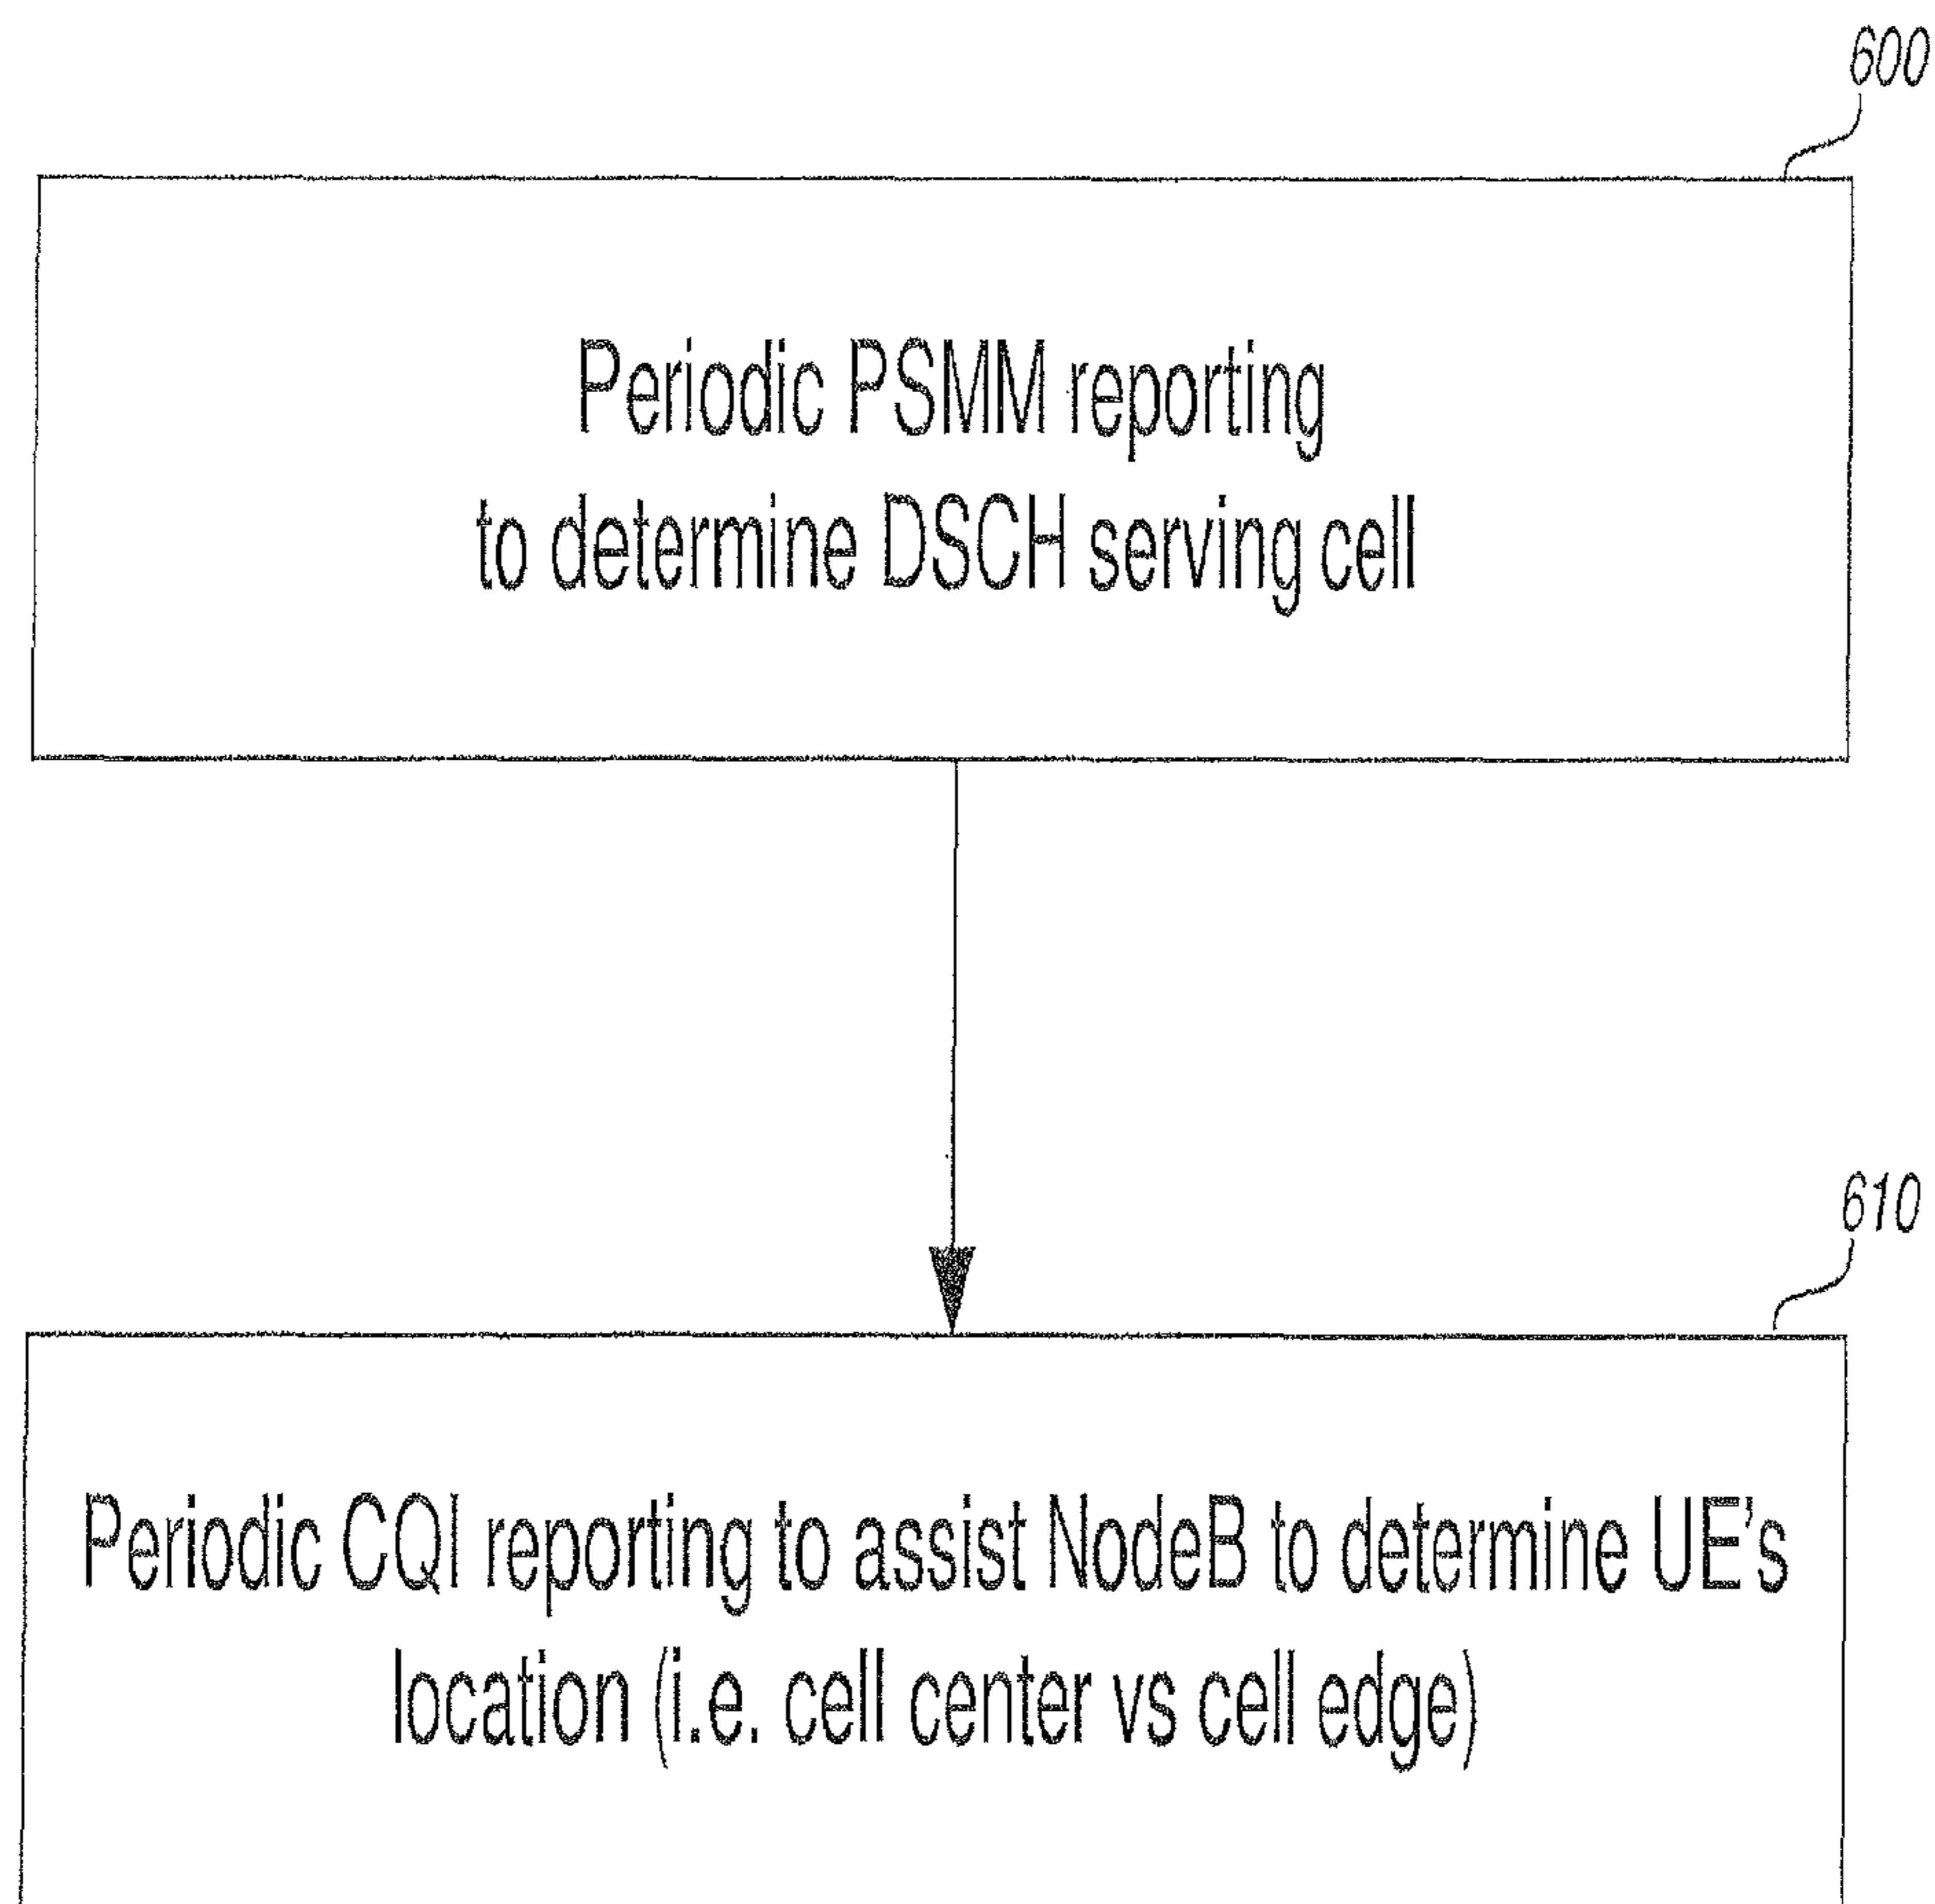 600
Periodic PSMM reporting
to determine DSCH serving cell
610
Periodic CQI reporting to assist NodeB to determine UE's
location (i.e. cell center vs cell edge)